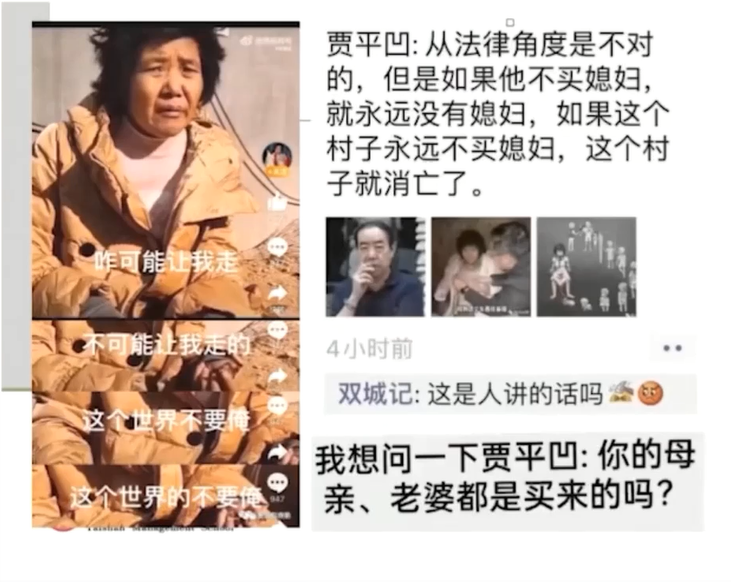 咋可能让我走
不可能让我走的
这个世界不要俺
这个世界的不要俺
贾平凹：从法律角度是不对
的，但是如果他不买媳妇，
就永远没有媳妇，如果这个
村子永远不买媳妇，这个村
子就消亡了。
4小时前
双城记：这是人讲的话吗
我想问一下贾平凹：你的母
亲、老婆都是买来的吗？